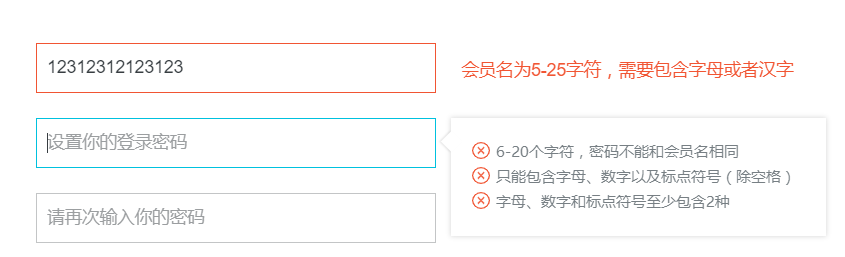 12312312123123
会员名为5-25字符，需要包含字母或者汉字
设置你的登录密码
6-20个字符，密码不能和会员名相同
只能包含字母、数字以及标点符号（除空格）
字母、数字和标点符号至少包含2种
请再次输入你的密码